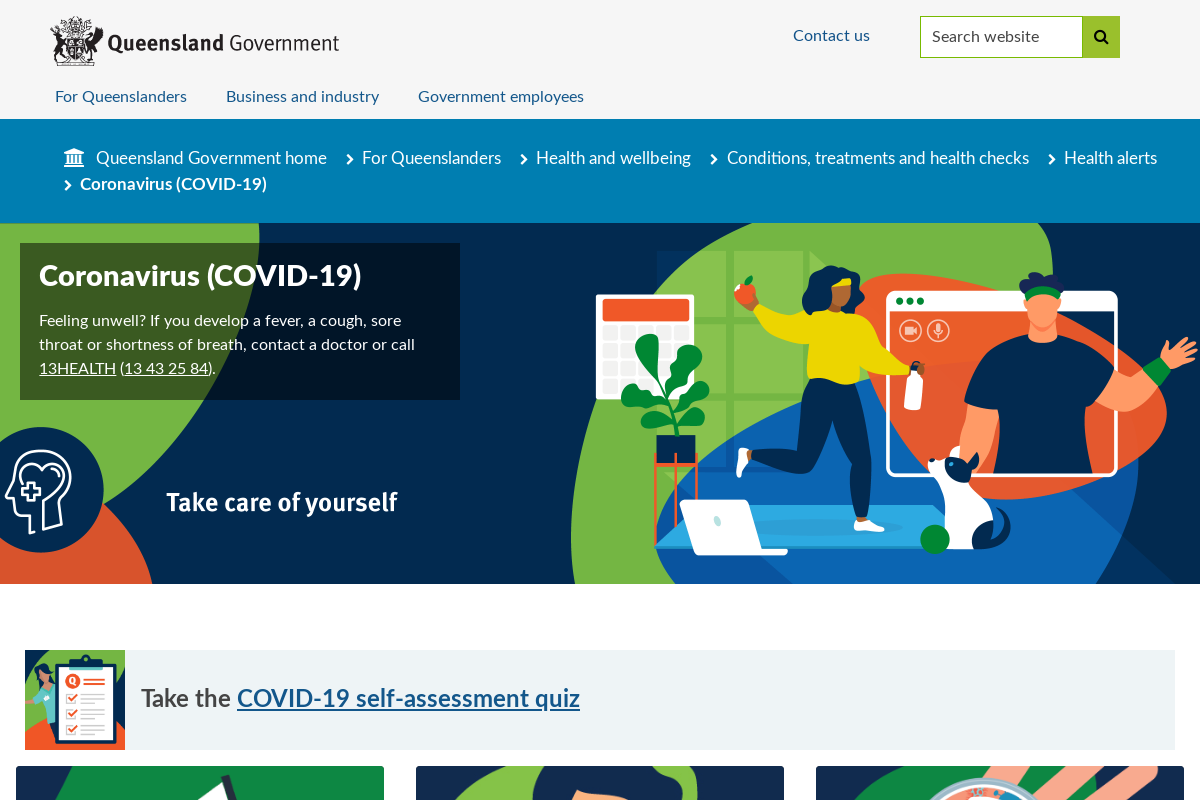 Queensland Government
Contact us
Search website
For Queenslanders
Business and industry
Government employees
Queensland Government home
For Queenslanders
Health and wellbeing
Conditions, treatments and health checks
Health alerts
Coronavirus (COVID-19)
Coronavirus (COVID-19)
Feeling unwell? If you develop a fever, a cough, sore
throat or shortness of breath, contact a doctor or call
13HEALTH (13 43 25 84).
Take care of yourself
Q
Take the COVID-19 self-assessment quiz